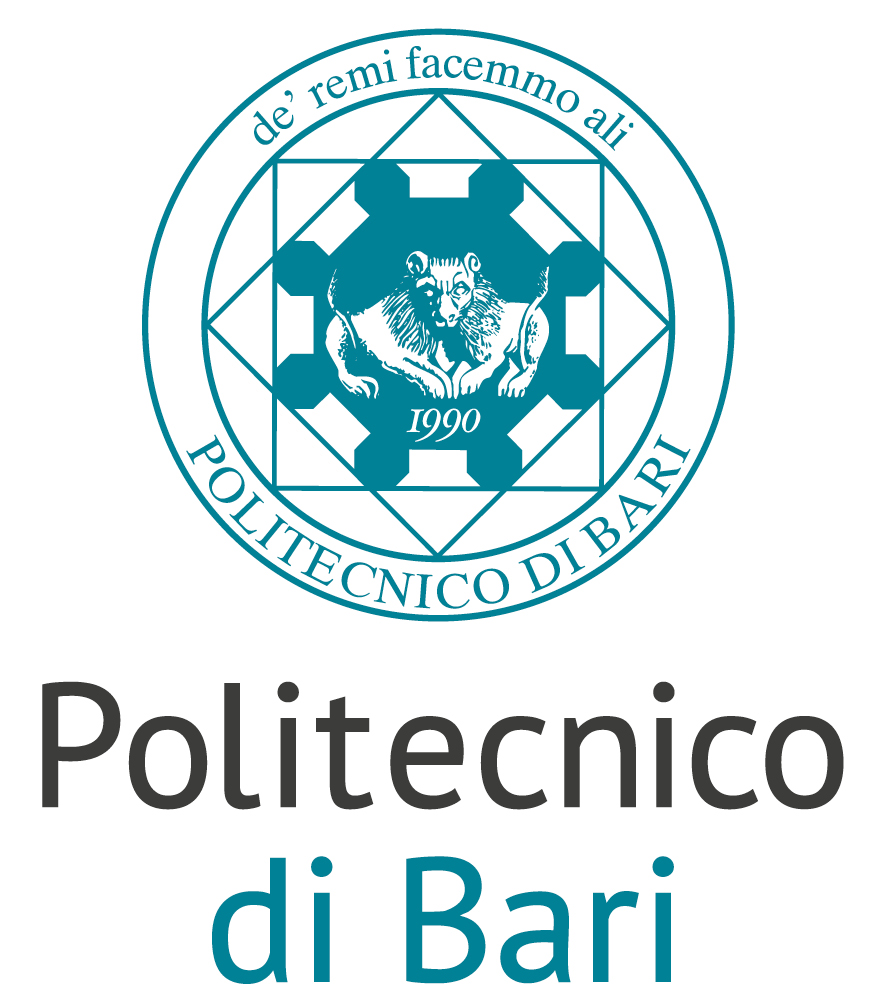 de’ remi facemmo ali
1990
POLITECNICO DI BARI
Politecnico
di Bari